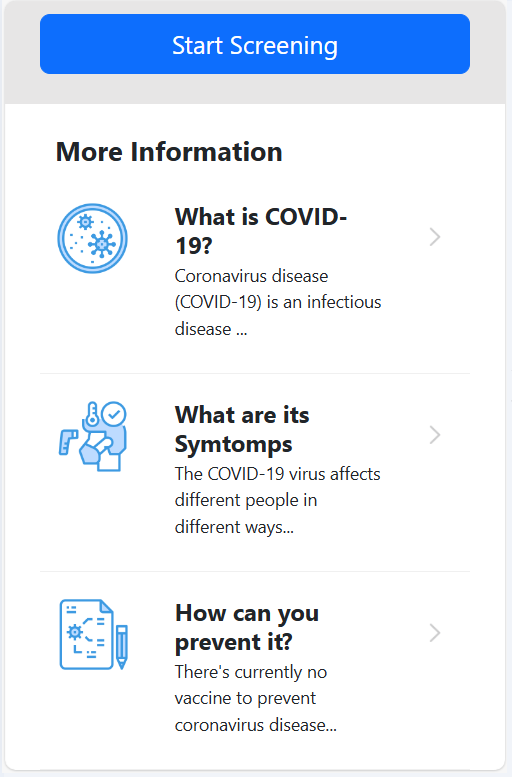 Start Screening
More Information
What is COVID-
19?
Coronavirus disease
(COVID-19) is an infectious
disease ...
What are its
Symtomps
The COVID-19 virus affects
different people in
different ways...
How can you
prevent it?
There's currently no
vaccine to prevent
coronavirus disease...